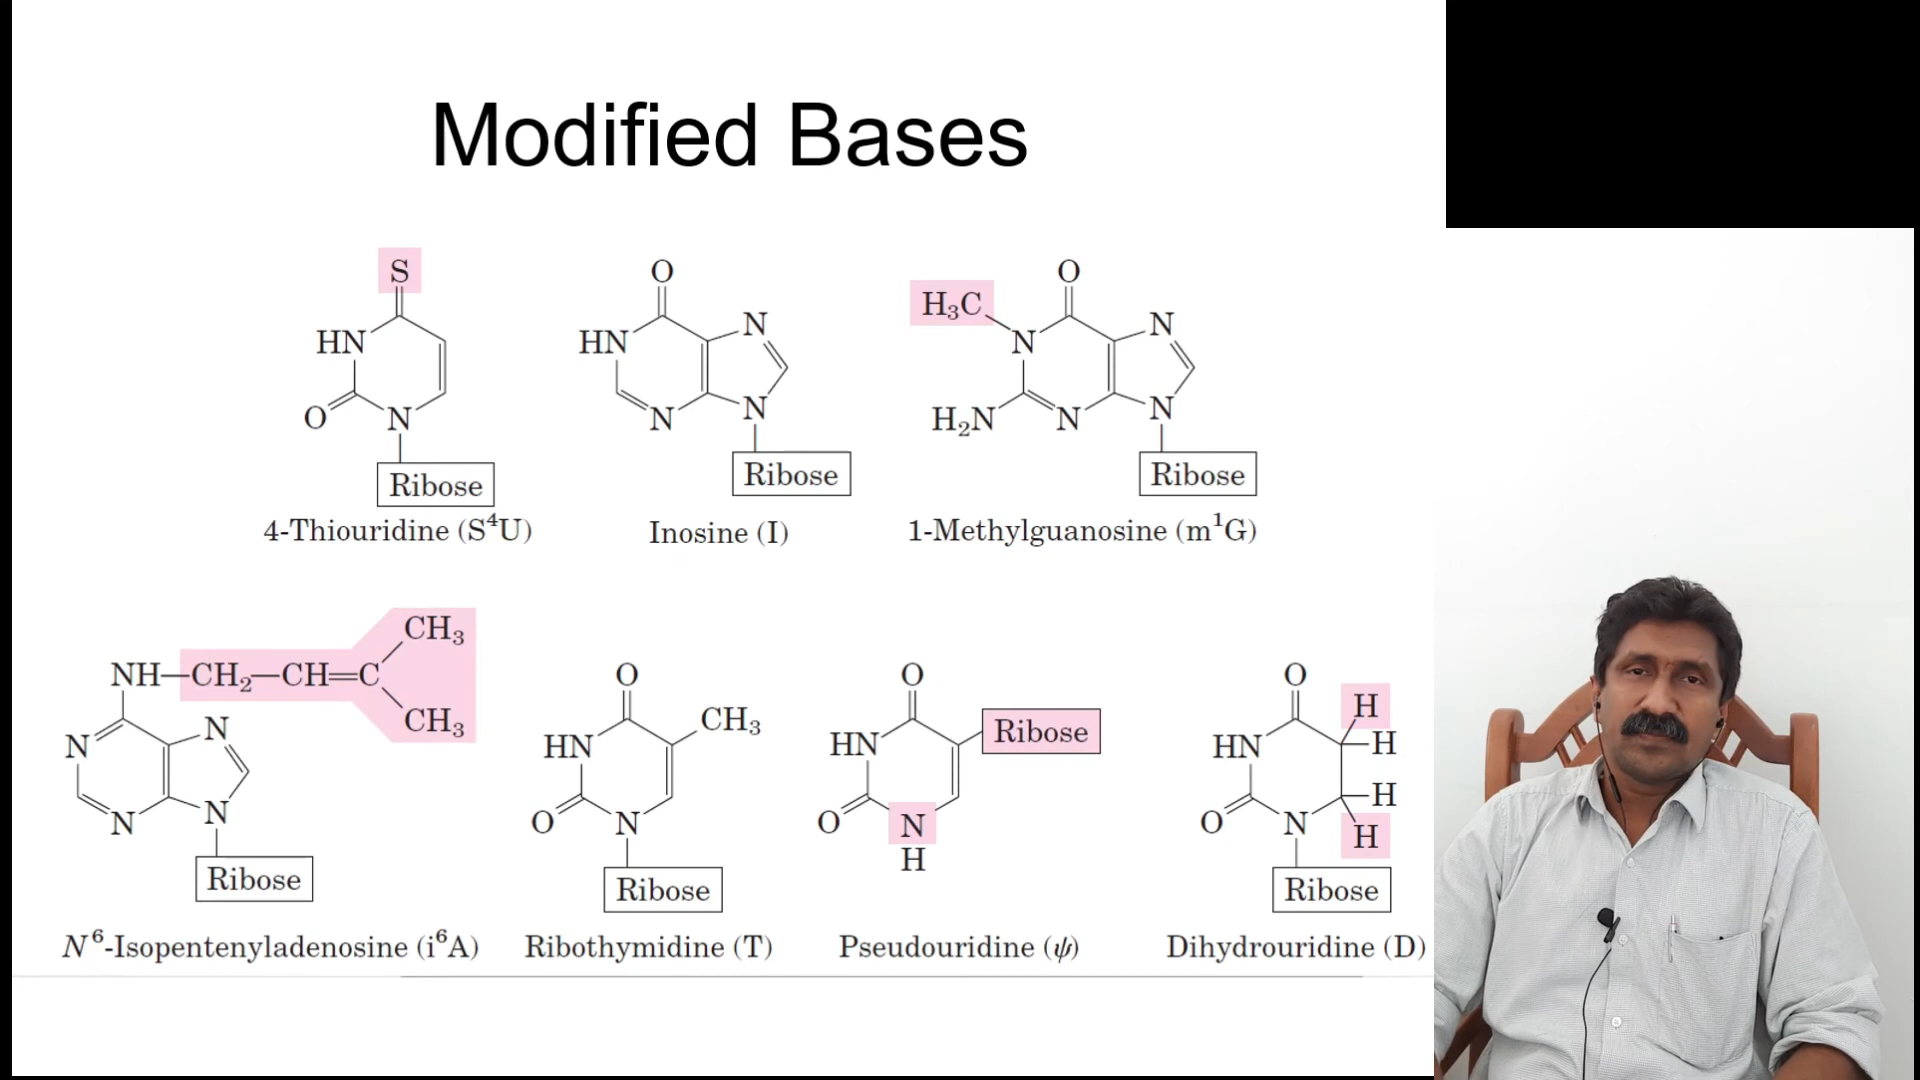 Modified Bases
S
HN
O
N
Ribose
4-Thiouridine (S⁴U)
O
HN
N
N
N
Ribose
Inosine (I)
H₃C
O
N
N
H₂N
N
N
Ribose
1-Methylguanosine (m¹G)
CH₃
NH—CH₂—CH=C
CH₃
N
N
N
N
Ribose
N⁶-Isopentenyladenosine (i⁶A)
O
CH₃
HN
O
N
Ribose
Ribothymidine (T)
O
Ribose
HN
O
N
H
Pseudouridine (ψ)
O
H
HN
H
H
O
N
H
Ribose
Dihydrouridine (D)